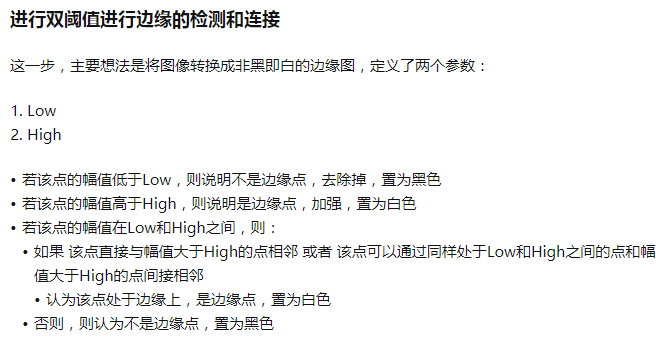 进行双阈值进行边缘的检测和连接
这一步，主要想法是将图像转换成非黑即白的边缘图，定义了两个参数：
1. Low
2. High
• 若该点的幅值低于Low，则说明不是边缘点，去除掉，置为黑色
• 若该点的幅值高于High，则说明是边缘点，加强，置为白色
• 若该点的幅值在Low和High之间，则：
• 如果 该点直接与幅值大于High的点相邻 或者 该点可以通过同样处于Low和High之间的点和幅
值大于High的点间接相邻
• 认为该点处于边缘上，是边缘点，置为白色
• 否则，则认为不是边缘点，置为黑色